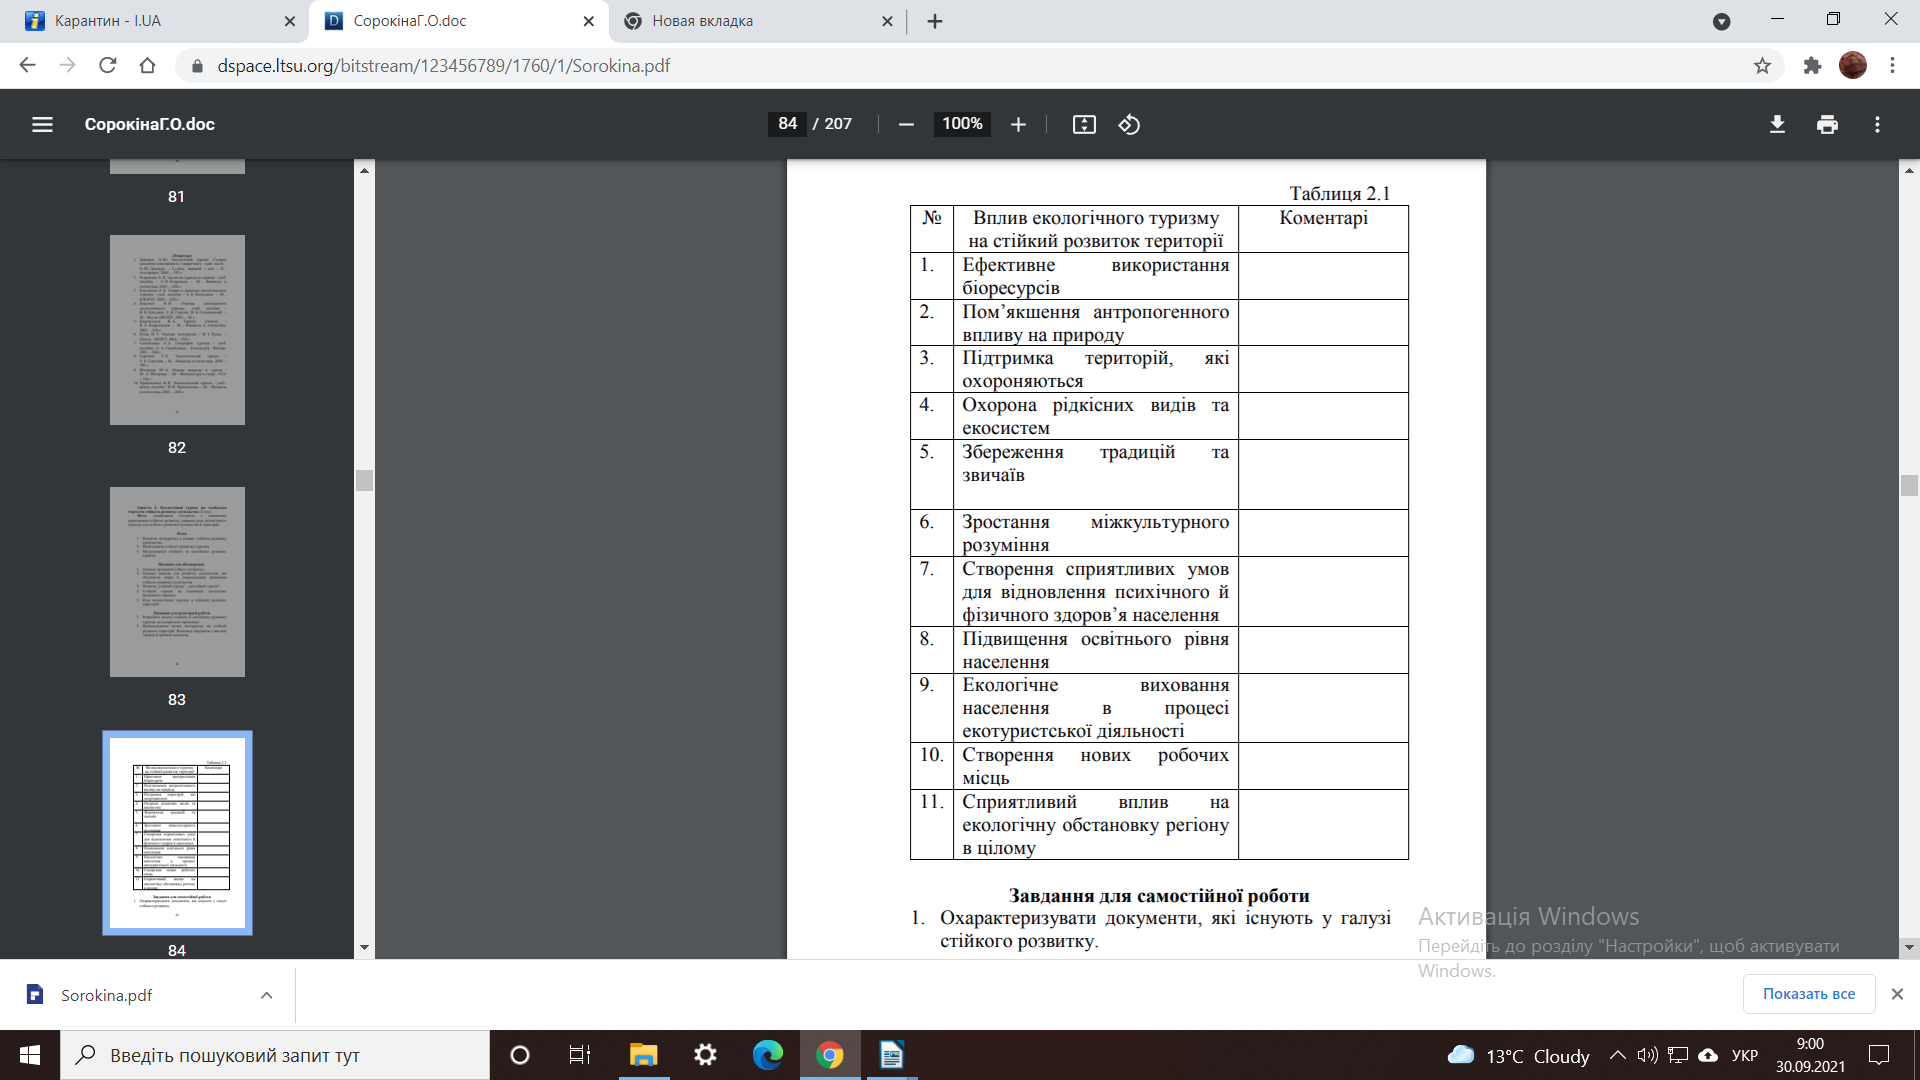 Карантин - I.UA
СорокінаГ.О.doc
Новая вкладка
dspace.ltsu.org/bitstream/123456789/1760/1/Sorokina.pdf
СорокінаГ.О.doc
84 / 207
100%
81
82
83
84
Таблиця 2.1
№ Вплив екологічного туризму Коментарі
на стійкий розвиток території
1. Ефективне використання
біоресурсів
2. Пом’якшення антропогенного
впливу на природу
3. Підтримка територій, які
охороняються
4. Охорона рідкісних видів та
екосистем
5. Збереження традицій та
звичаїв
6. Зростання міжкультурного
розуміння
7. Створення сприятливих умов
для відновлення психічного й
фізичного здоров’я населення
8. Підвищення освітнього рівня
населення
9. Екологічне виховання
населення в процесі
екотуристської діяльності
10. Створення нових робочих
місць
11. Сприятливий вплив на
екологічну обстановку регіону
в цілому
Завдання для самостійної роботи
1. Охарактеризувати документи, які існують у галузі
стійкого розвитку.
Активація Windows
Перейдіть до розділу "Настройки", щоб активувати
Windows.
Sorokina.pdf
Показать все
Введіть пошуковий запит тут
13°C Cloudy
УКР
9:00
30.09.2021